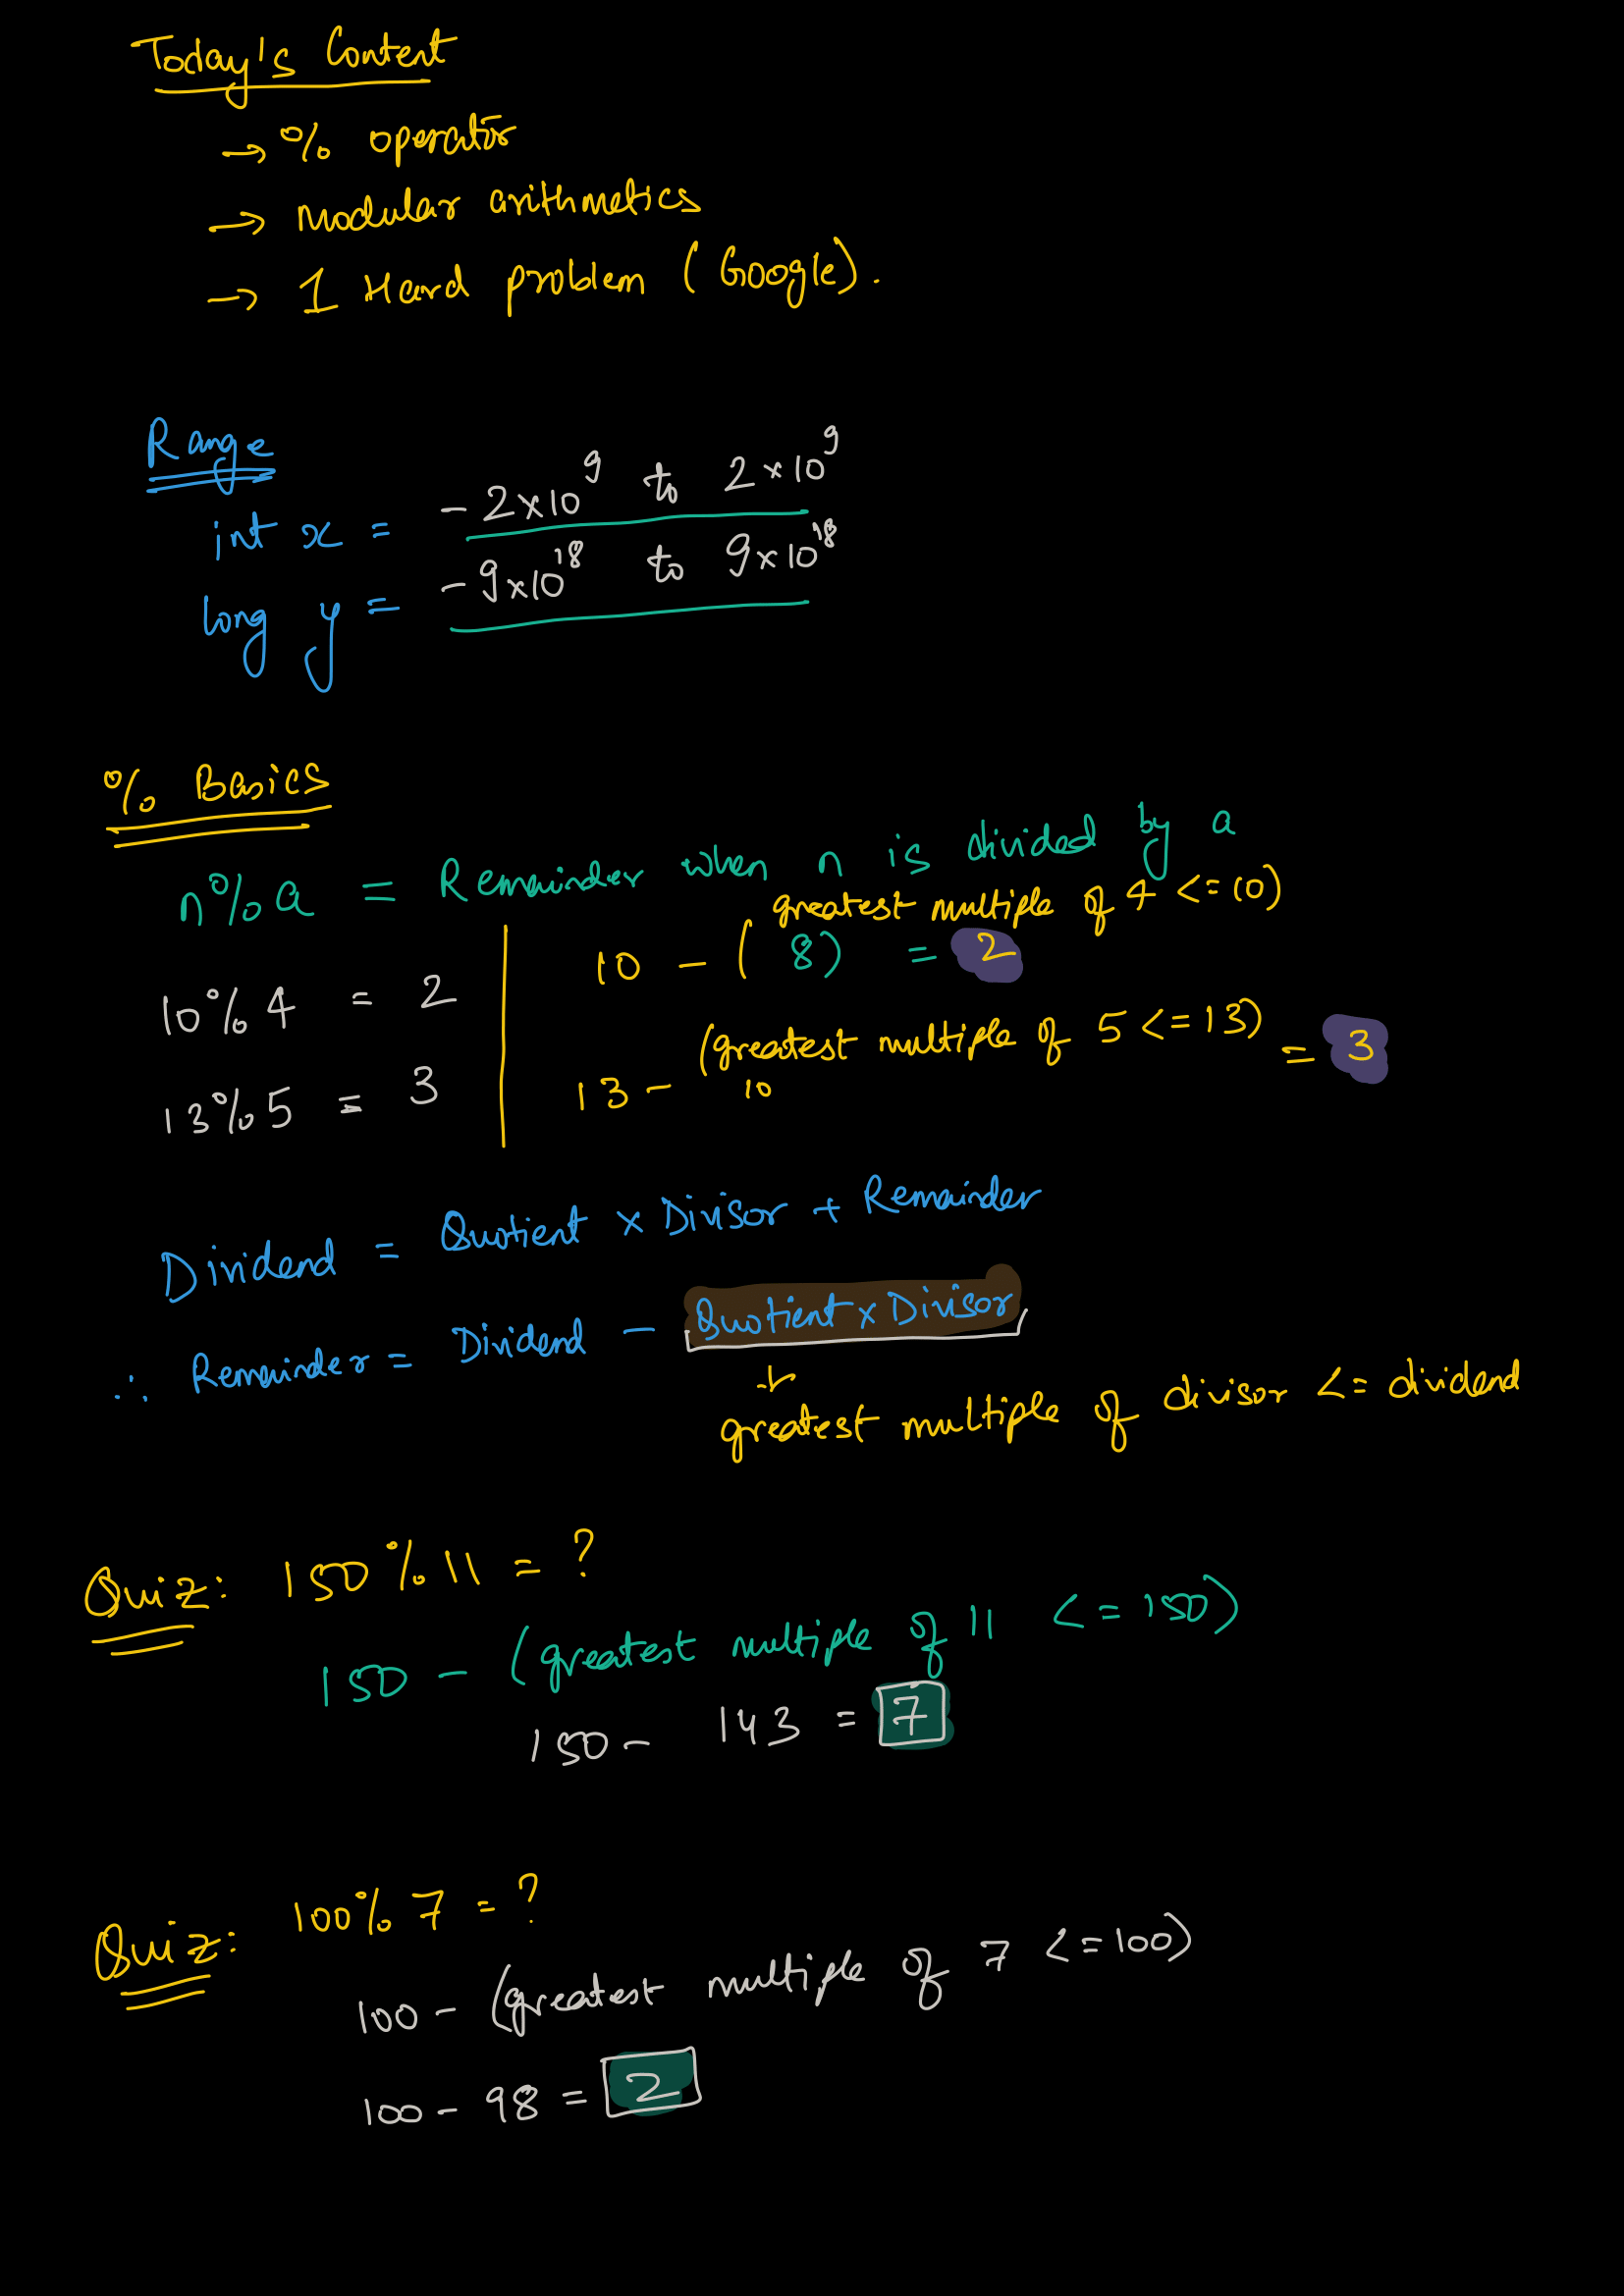 Today's Content
→ % operator
→ Modular arithmetics
→ 1 Hard problem (Google).
Range
int x = -2×10^9 to 2×10^9
long y = -9×10^18 to 9×10^18
% Basics
n%a = Remainder when n is divided by a
greatest multiple of 4 <=10)
10%4 = 2 | 10 - ( 8) = 2
(greatest multiple of 5 <=13)
13%5 = 3 | 13 - 10 = 3
Dividend = Quotient × Divisor + Remainder
∴ Remainder = Dividend - Quotient × Divisor
↓
greatest multiple of divisor <= dividend
Quiz: 150 % 11 = ?
150 - (greatest multiple of 11 <= 150)
150 - 143 = 7
Quiz: 100% 7 = ?
100 - (greatest multiple of 7 <=100)
100 - 98 = 2